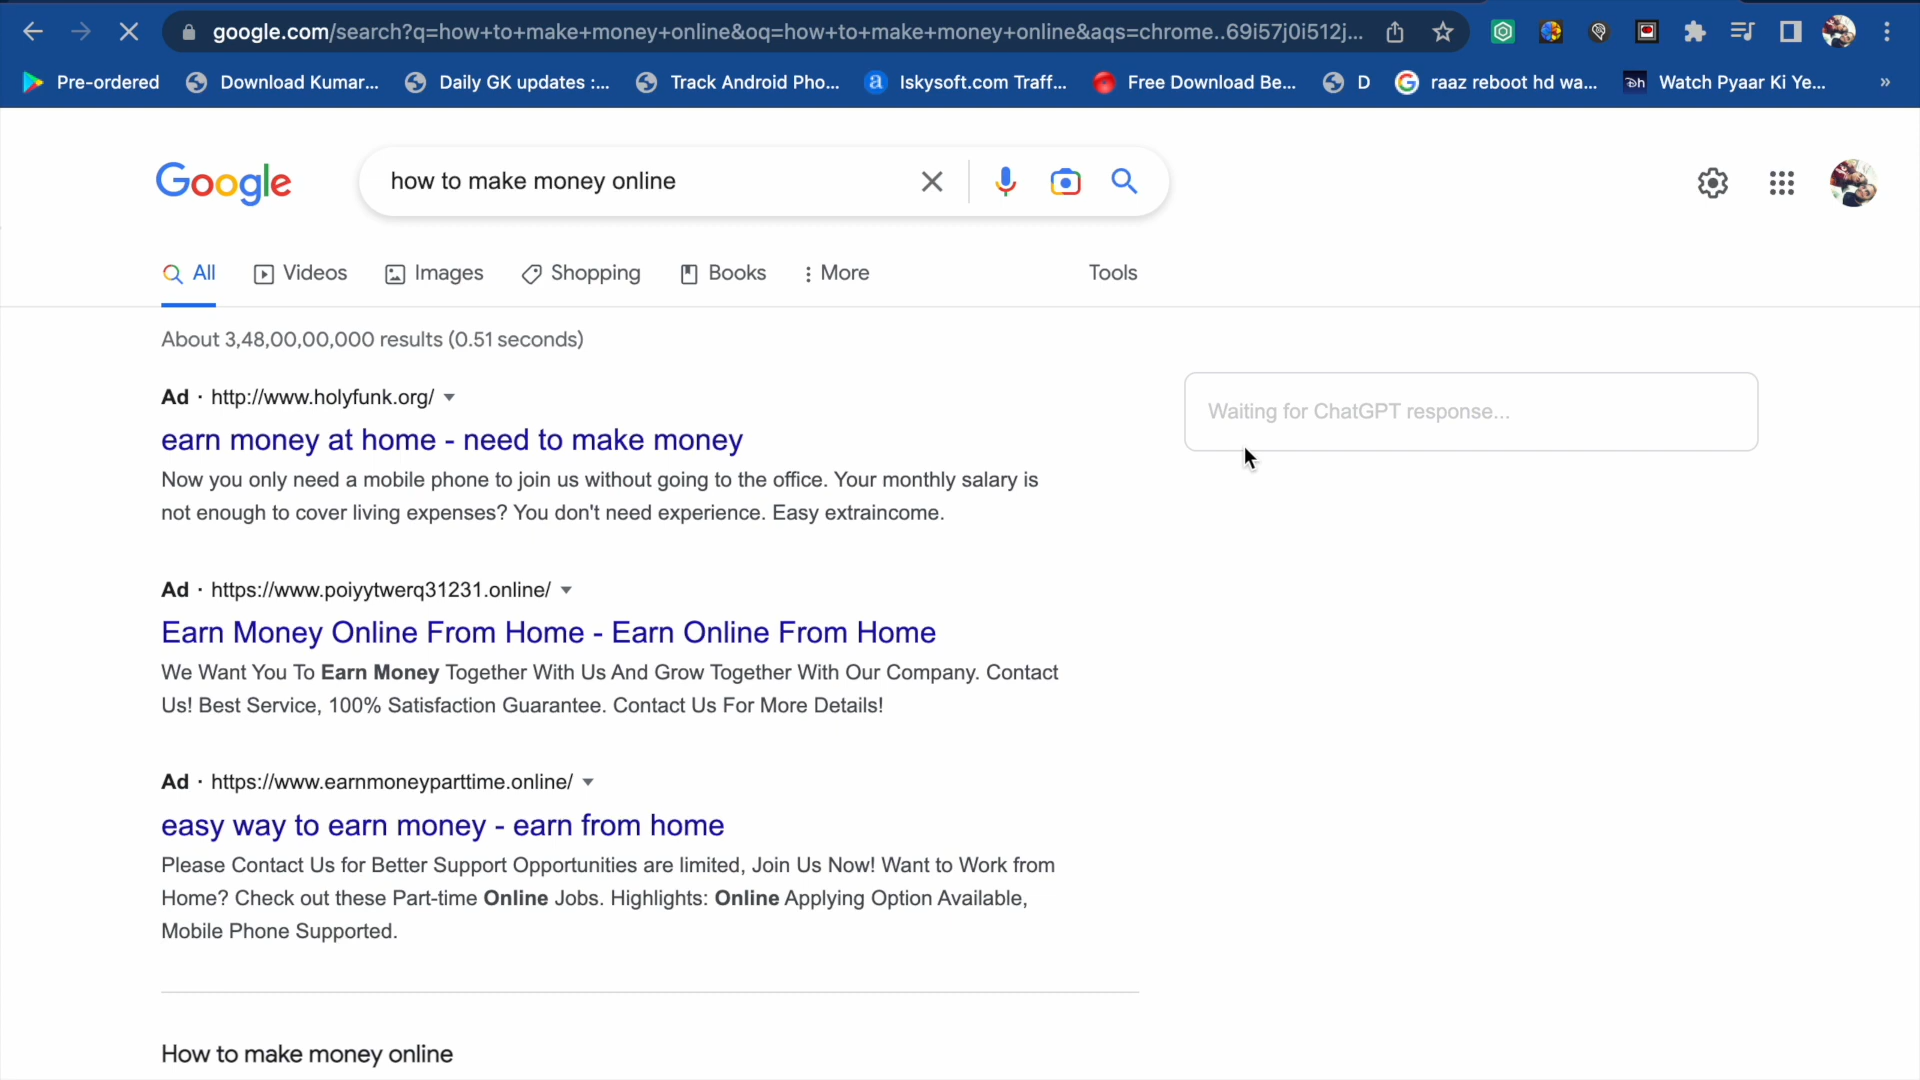 google.com/search?q=how+to+make+money+online&oq=how+to+make+money+online&aqs=chrome..69i57j0i512j...
Pre-ordered Download Kumar... Daily GK updates :... Track Android Pho... a Iskysoft.com Traff... Free Download Be... D G raaz reboot hd wa... Dh Watch Pyaar Ki Ye... »
Google how to make money online
All Videos Images Shopping Books More Tools
About 3,48,00,00,000 results (0.51 seconds)
Ad · http://www.holyfunk.org/
earn money at home - need to make money
Now you only need a mobile phone to join us without going to the office. Your monthly salary is
not enough to cover living expenses? You don't need experience. Easy extraincome.
Waiting for ChatGPT response...
Ad · https://www.poiyytwerq31231.online/
Earn Money Online From Home - Earn Online From Home
We Want You To Earn Money Together With Us And Grow Together With Our Company. Contact
Us! Best Service, 100% Satisfaction Guarantee. Contact Us For More Details!
Ad · https://www.earnmoneyparttime.online/
easy way to earn money - earn from home
Please Contact Us for Better Support Opportunities are limited, Join Us Now! Want to Work from
Home? Check out these Part-time Online Jobs. Highlights: Online Applying Option Available,
Mobile Phone Supported.
How to make money online